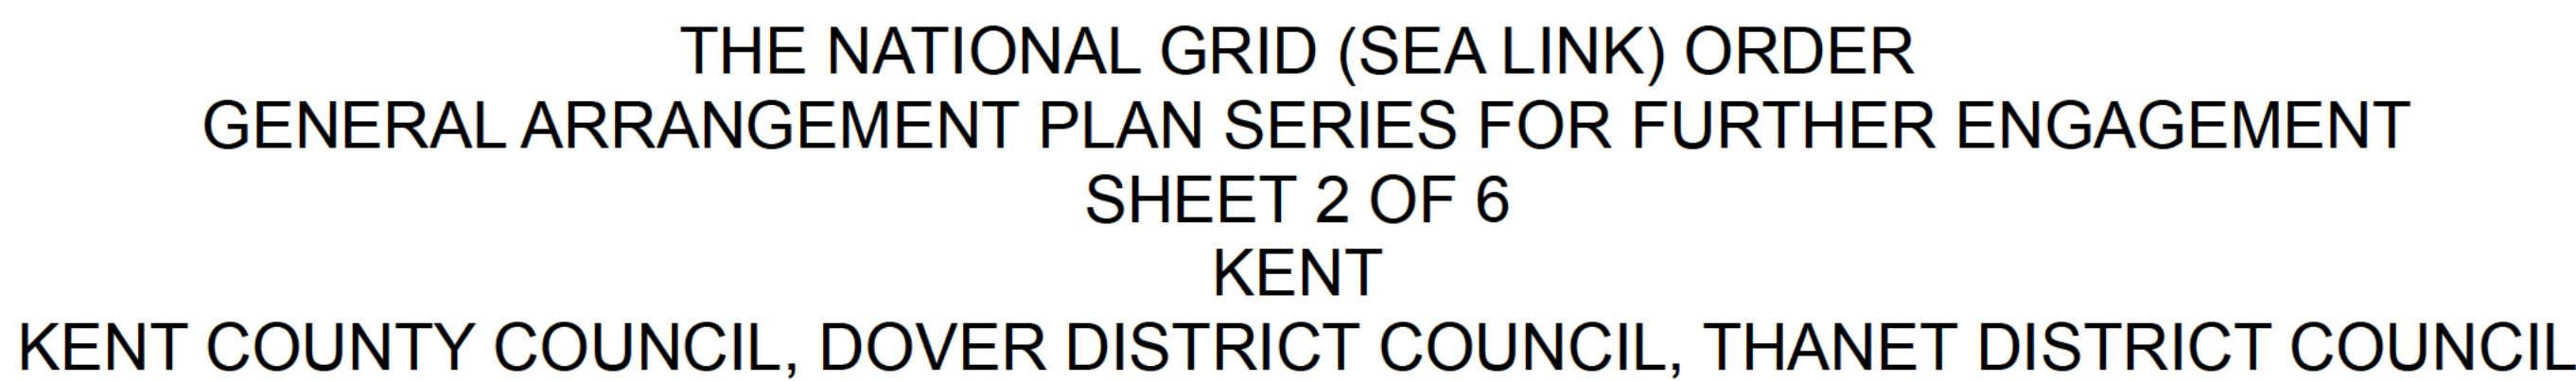 THE NATIONAL GRID (SEA LINK) ORDER
GENERAL ARRANGEMENT PLAN SERIES FOR FURTHER ENGAGEMENT
SHEET 2 OF 6
KENT
KENT COUNTY COUNCIL, DOVER DISTRICT COUNCIL, THANET DISTRICT COUNCIL